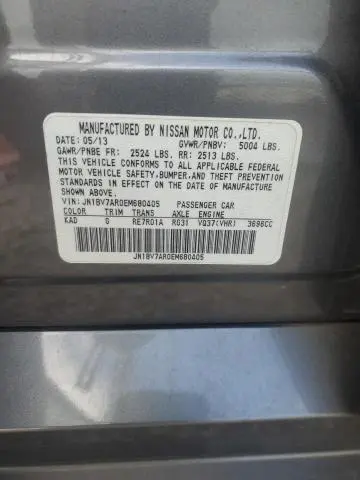 MANUFACTURED BY NISSAN MOTOR CO.,LTD.
DATE: 05/13 GVWR/PNBV: 5004 LBS.
GAWR/PNBE FR: 2524 LBS. RR: 2513 LBS.
THIS VEHICLE CONFORMS TO ALL APPLICABLE FEDERAL
MOTOR VEHICLE SAFETY,BUMPER,AND THEFT PREVENTION
STANDARDS IN EFFECT ON THE DATE OF MANUFACTURE
SHOWN ABOVE.
VIN: JN1BV7AR0EM680405 PASSENGER CAR
COLOR TRIM TRANS AXLE ENGINE
KAD G RE7R01A RG31 VQ37(VHR) 3696CC
JN1BV7AR0EM680405